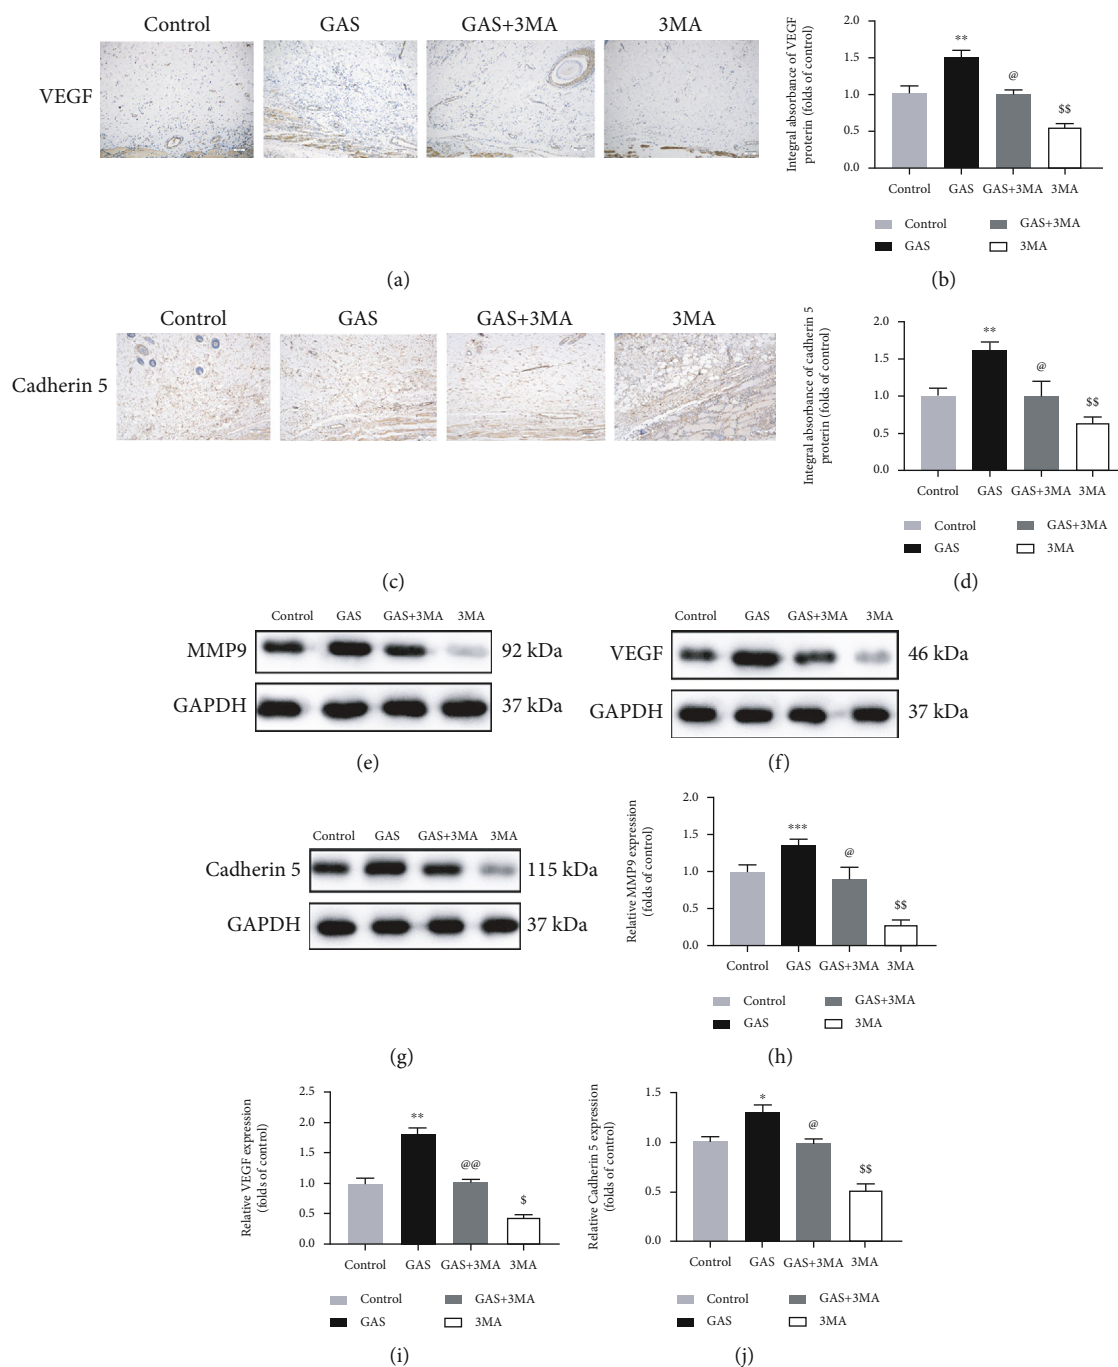 Control GAS GAS+3MA 3MA
VEGF
Integral absorbance of VEGF
proterin (folds of control)
2.0
1.5
1.0
0.5
0.0
**
@
$$
Control GAS GAS+3MA 3MA
Control GAS+3MA
GAS 3MA
(a)
(b)
Control GAS GAS+3MA 3MA
Cadherin 5
Integral absorbance of cadherin 5
proterin (folds of control)
2.0
1.5
1.0
0.5
0.0
**
@
$$
Control GAS GAS+3MA 3MA
Control GAS+3MA
GAS 3MA
(c)
(d)
Control GAS GAS+3MA 3MA
MMP9 92 kDa
GAPDH 37 kDa
(e)
Control GAS GAS+3MA 3MA
VEGF 46 kDa
GAPDH 37 kDa
(f)
Control GAS GAS+3MA 3MA
Cadherin 5 115 kDa
GAPDH 37 kDa
(g)
Relative MMP9 expression
(folds of control)
2.0
1.5
1.0
0.5
0.0
***
@
$$
Control GAS GAS+3MA 3MA
Control GAS+3MA
GAS 3MA
(h)
Relative VEGF expression
(folds of control)
2.5
2.0
1.5
1.0
0.5
0.0
**
@@
$
Control GAS GAS+3MA 3MA
Control GAS+3MA
GAS 3MA
(i)
Relative Cadherin 5 expression
(folds of control)
1.5
1.0
0.5
0.0
*
@
$$
Control GAS GAS+3MA 3MA
Control GAS+3MA
GAS 3MA
(j)